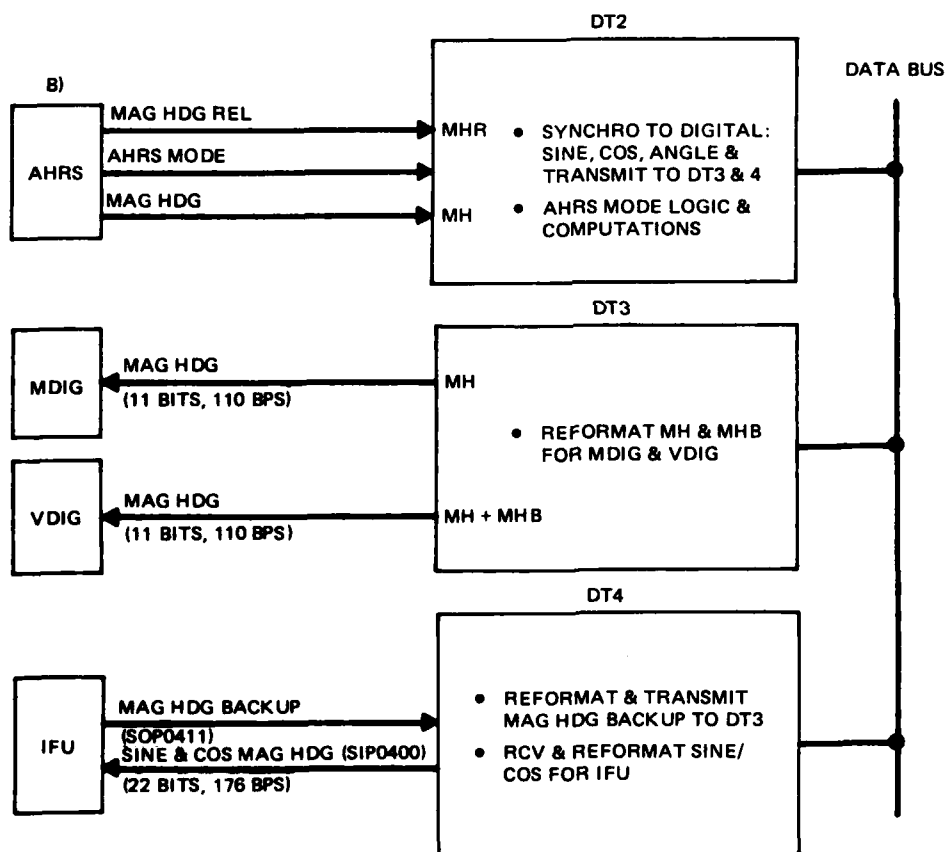 DT2
DATA BUS
B)
AHRS
MAG HDG REL
AHRS MODE
MAG HDG
MHR
MH
• SYNCHRO TO DIGITAL:
SINE, COS, ANGLE &
TRANSMIT TO DT3 & 4
• AHRS MODE LOGIC &
COMPUTATIONS
DT3
MDIG
MAG HDG
(11 BITS, 110 BPS)
MH
• REFORMAT MH & MHB
FOR MDIG & VDIG
VDIG
MAG HDG
(11 BITS, 110 BPS)
MH + MHB
DT4
IFU
MAG HDG BACKUP
(SOP0411)
SINE & COS MAG HDG (SIP0400)
(22 BITS, 176 BPS)
• REFORMAT & TRANSMIT
MAG HDG BACKUP TO DT3
• RCV & REFORMAT SINE/
COS FOR IFU